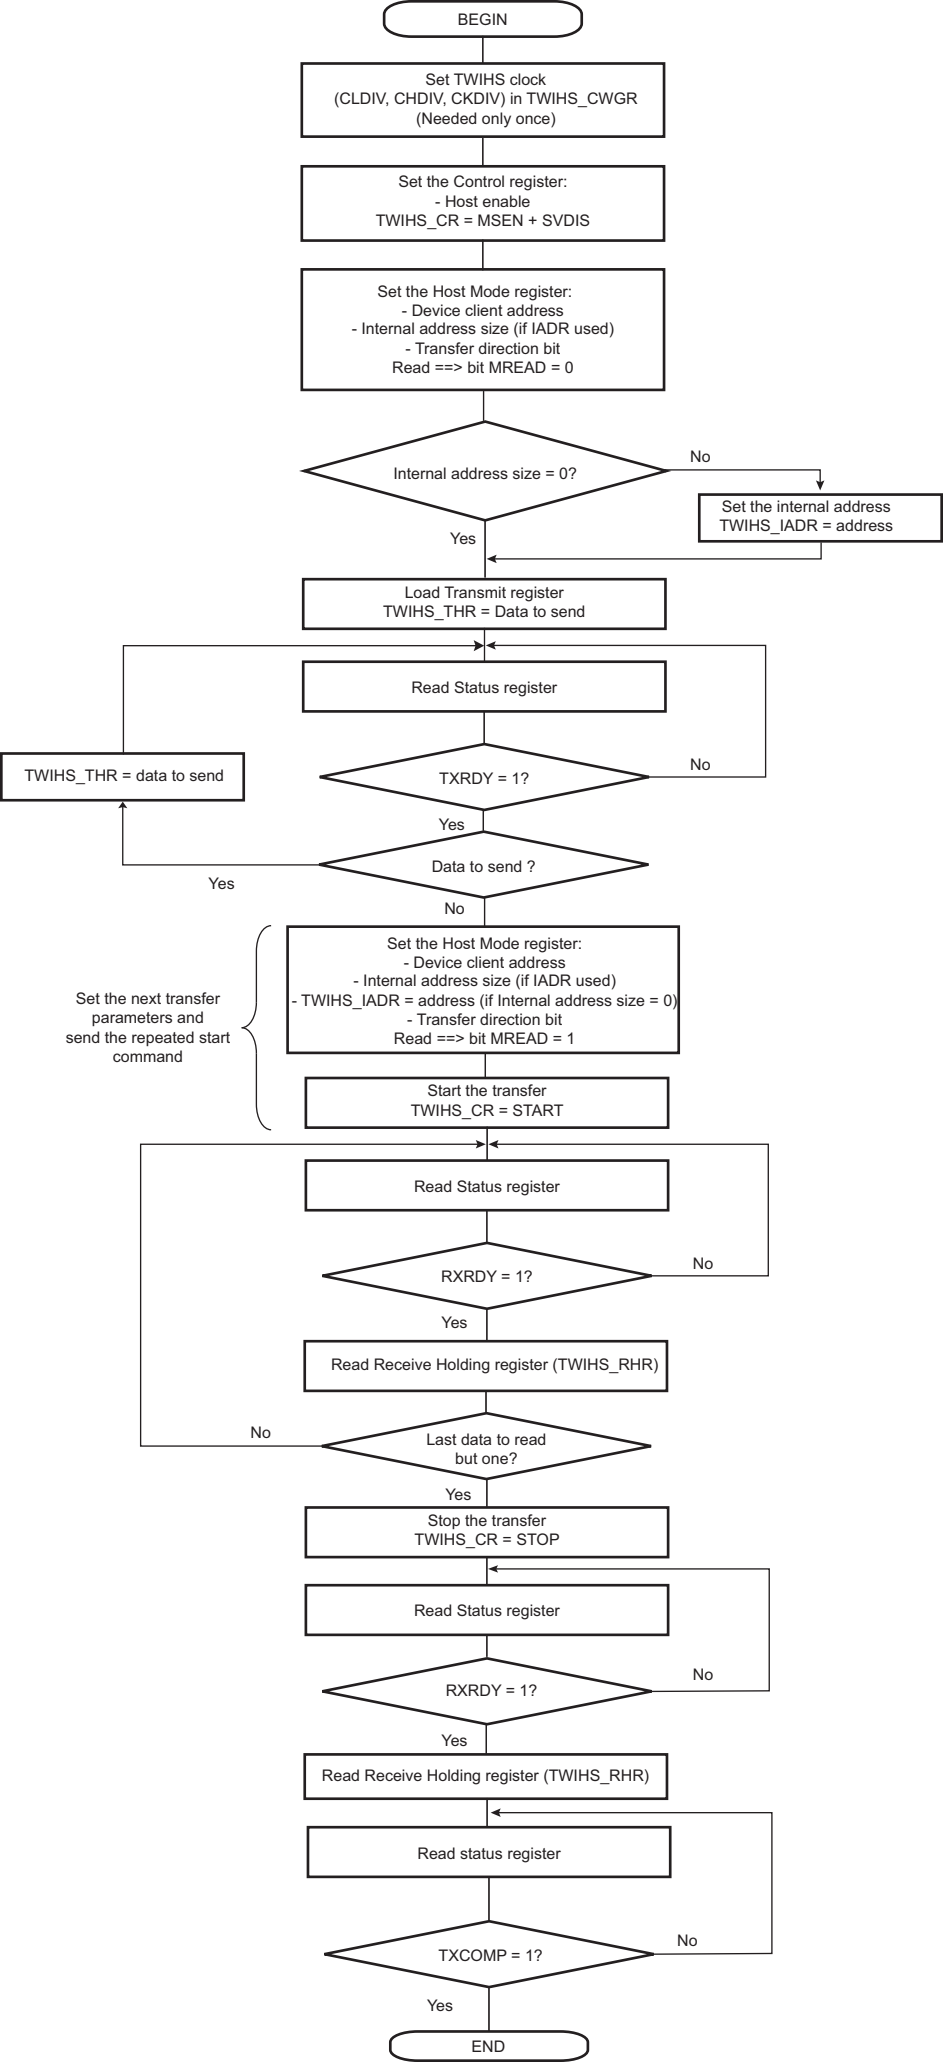 BEGIN
Set TWIHS clock
(CLDIV, CHDIV, CKDIV) in TWIHS_CWGR
(Needed only once)
Set the Control register:
- Host enable
TWIHS_CR = MSEN + SVDIS
Set the Host Mode register:
- Device client address
- Internal address size (if IADR used)
- Transfer direction bit
Read ==> bit MREAD = 0
Internal address size = 0?
No
Set the internal address
TWIHS_IADR = address
Yes
Load Transmit register
TWIHS_THR = Data to send
Read Status register
TWIHS_THR = data to send
TXRDY = 1?
No
Yes
Data to send ?
Yes
No
Set the next transfer
parameters and
send the repeated start
command
Set the Host Mode register:
- Device client address
- Internal address size (if IADR used)
- TWIHS_IADR = address (if Internal address size = 0)
- Transfer direction bit
Read ==> bit MREAD = 1
Start the transfer
TWIHS_CR = START
Read Status register
RXRDY = 1?
No
Yes
Read Receive Holding register (TWIHS_RHR)
No
Last data to read
but one?
Yes
Stop the transfer
TWIHS_CR = STOP
Read Status register
RXRDY = 1?
No
Yes
Read Receive Holding register (TWIHS_RHR)
Read status register
TXCOMP = 1?
No
Yes
END